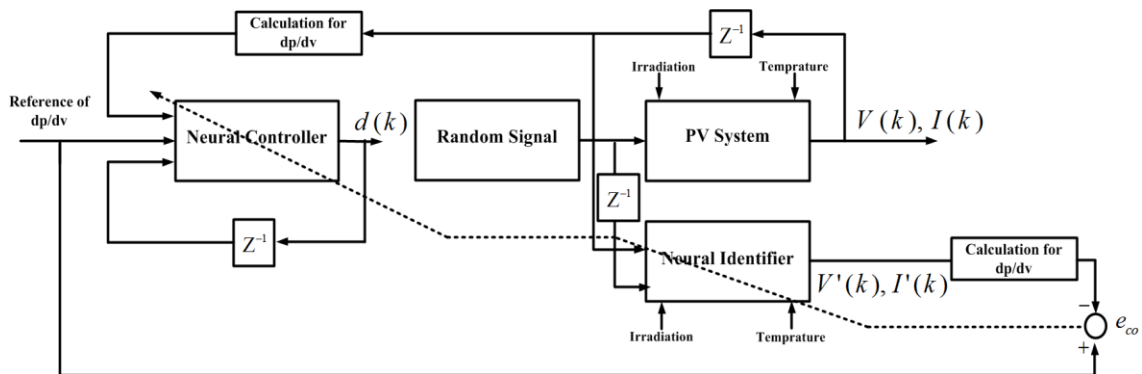 Calculation for
dp/dv
Z⁻¹
Irradiation
Temprature
Reference of
dp/dv
Neural Controller
d(k)
Random Signal
PV System
V(k), I(k)
Z⁻¹
Z⁻¹
Neural Identifier
V'(k), I'(k)
Calculation for
dp/dv
Irradiation
Temprature
−
+
e_co